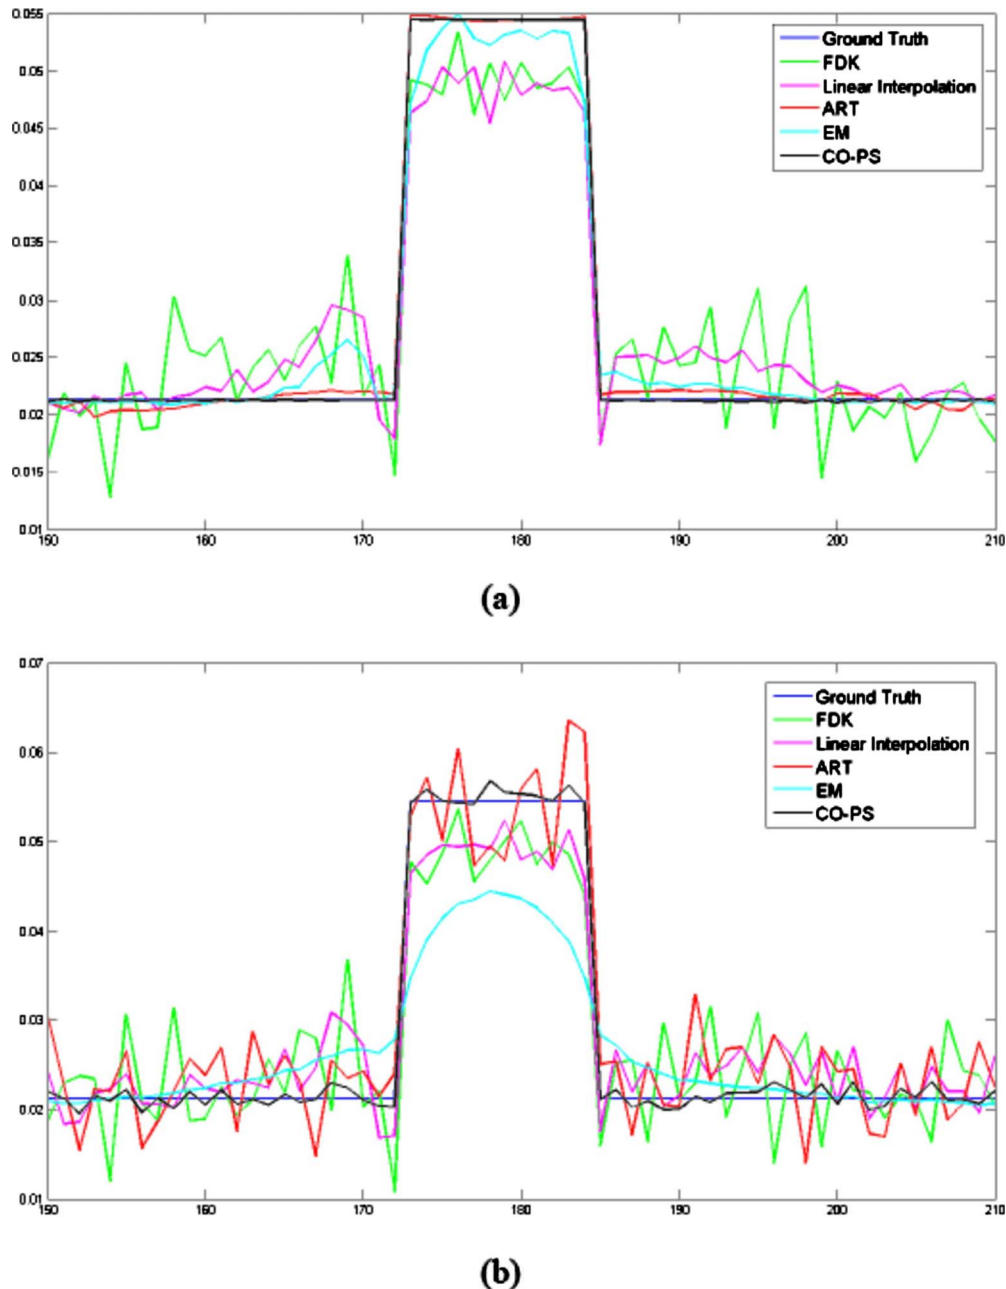 0.055
0.05
0.045
0.04
0.035
0.03
0.025
0.02
0.015
0.01
150 160 170 180 190 200 210
Ground Truth
FDK
Linear Interpolation
ART
EM
CO-PS
(a)
0.07
0.06
0.05
0.04
0.03
0.02
0.01
150 160 170 180 190 200 210
Ground Truth
FDK
Linear Interpolation
ART
EM
CO-PS
(b)